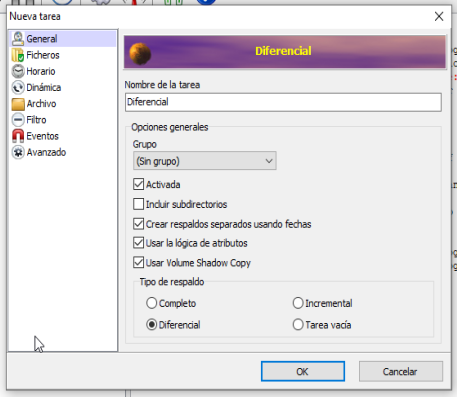 Nueva tarea
General
Ficheros
Horario
Dinámica
Archivo
Filtro
Eventos
Avanzado
Diferencial
Nombre de la tarea
Diferencial
Opciones generales
Grupo
(Sin grupo)
Activada
Incluir subdirectorios
Crear respaldos separados usando fechas
Usar la lógica de atributos
Usar Volume Shadow Copy
Tipo de respaldo
Completo
Incremental
Diferencial
Tarea vacía
OK
Cancelar